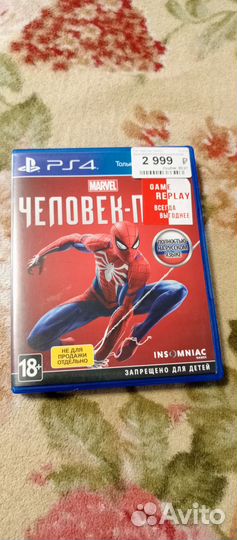 PS4
Только
2 999 ₽
MARVEL
GAME
REPLAY
ВСЕГДА
ВЫГОДНЕЕ
ЧЕЛОВЕК-П
ПОЛНОСТЬЮ
НА РУССКОМ
ЯЗЫКЕ
НЕ ДЛЯ
ПРОДАЖИ
ОТДЕЛЬНО
18+
INSOMNIAC
GAMES
ЗАПРЕЩЕНО ДЛЯ ДЕТЕЙ
Avito